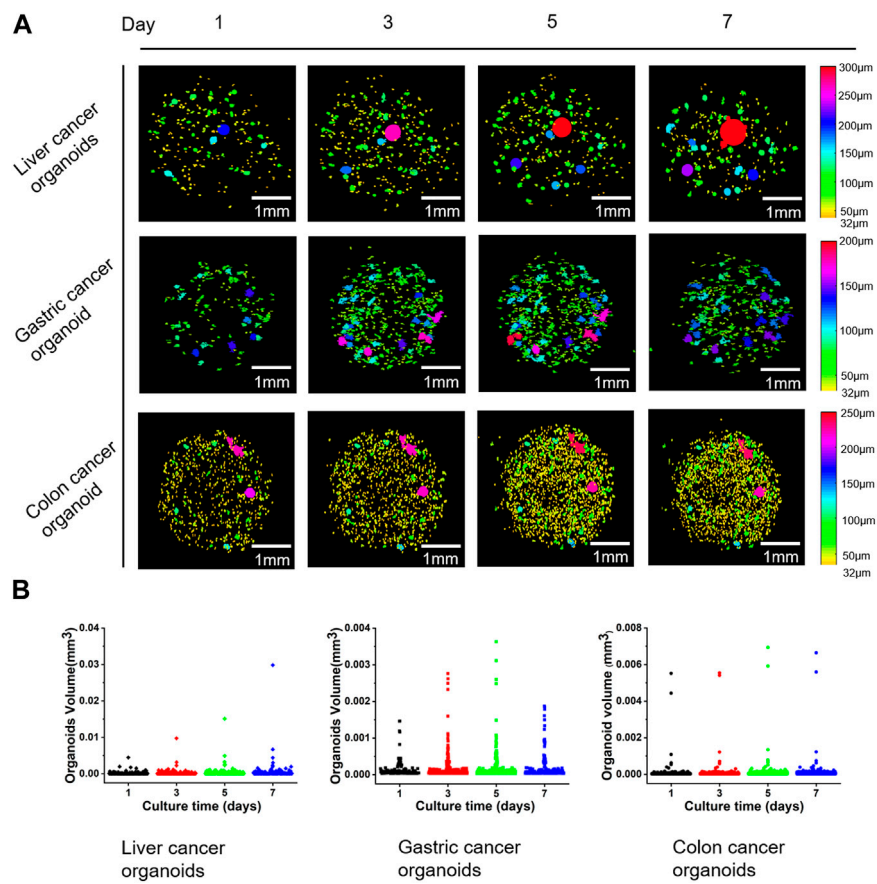 A
Day 1 3 5 7
Liver cancer
organoids
1mm 1mm 1mm 1mm
300μm
250μm
200μm
150μm
100μm
50μm
32μm
Gastric cancer
organoid
1mm 1mm 1mm 1mm
200μm
150μm
100μm
50μm
32μm
Colon cancer
organoid
1mm 1mm 1mm 1mm
250μm
200μm
150μm
100μm
50μm
32μm
B
Organoids Volume(mm3)
0.04
0.03
0.02
0.01
0.00
1 3 5 7
Culture time (days)
Liver cancer
organoids
Organoids Volume(mm3)
0.004
0.003
0.002
0.001
0.000
1 3 5 7
Culture time (days)
Gastric cancer
organoids
Organoid volume (mm3)
0.008
0.006
0.004
0.002
0.000
1 3 5 7
Culture time (days)
Colon cancer
organoids